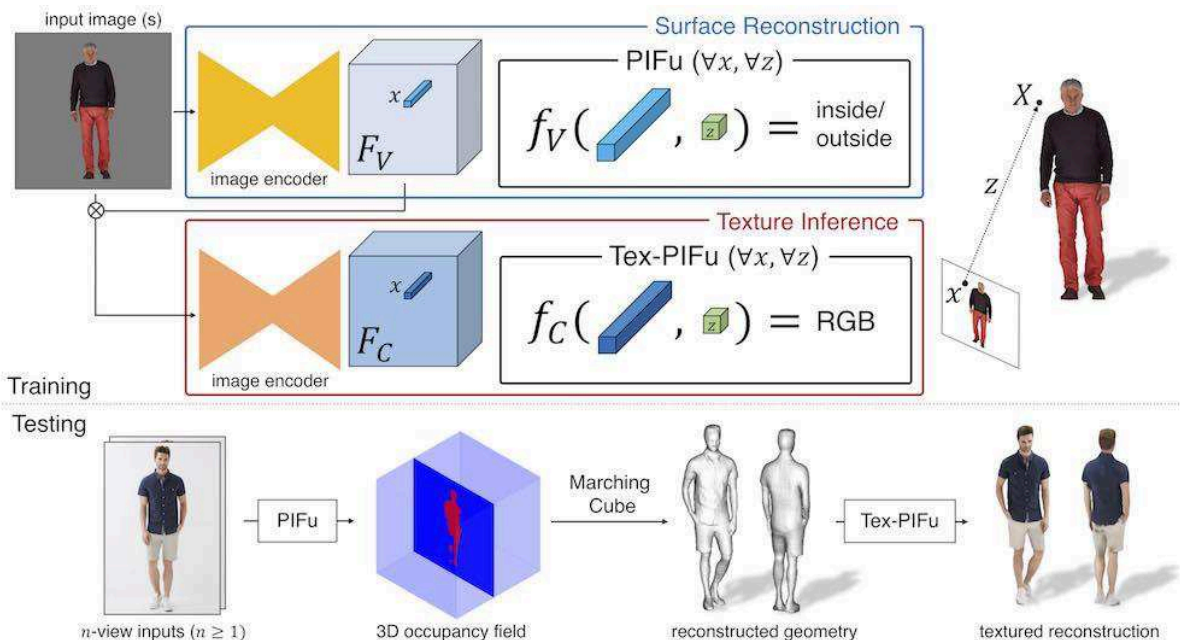 input image (s)
Surface Reconstruction
PIFu (∀x, ∀z)
x
F_V
f_V( , z ) = inside/
outside
image encoder
Texture Inference
Tex-PIFu (∀x, ∀z)
x
F_C
f_C( , z ) = RGB
image encoder
X
z
x
Training
Testing
PIFu
Marching
Cube
Tex-PIFu
n-view inputs (n ≥ 1)
3D occupancy field
reconstructed geometry
textured reconstruction